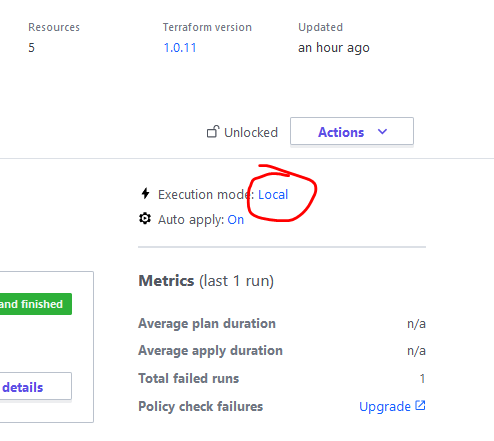 Resources Terraform version Updated
5 1.0.11 an hour ago
Unlocked Actions
Execution mode: Local
Auto apply: On
Metrics (last 1 run)
and finished
Average plan duration n/a
Average apply duration n/a
Total failed runs 1
details
Policy check failures Upgrade